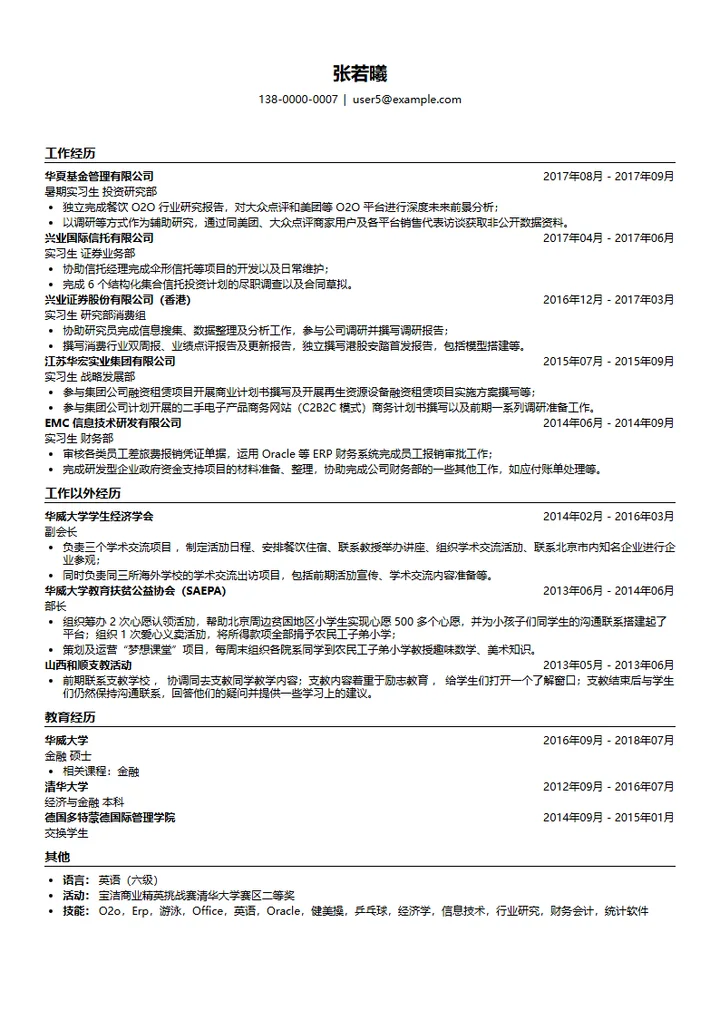 张若曦
138-0000-0007 | user5@example.com
工作经历
华夏基金管理有限公司 2017年08月 - 2017年09月
暑期实习生 投资研究部
• 独立完成餐饮 O2O 行业研究报告，对大众点评和美团等 O2O 平台进行深度未来前景分析；
• 以调研等方式作为辅助研究，通过同美团、大众点评商家用户及各平台销售代表访谈获取非公开数据资料。
兴业国际信托有限公司 2017年04月 - 2017年06月
实习生 证券业务部
• 协助信托经理完成伞形信托等项目的开发以及日常维护；
• 完成 6 个结构化集合信托投资计划的尽职调查以及合同草拟。
兴业证券股份有限公司（香港） 2016年12月 - 2017年03月
实习生 研究部消费组
• 协助研究员完成信息搜集、数据整理及分析工作，参与公司调研并撰写调研报告；
• 撰写消费行业双周报、业绩点评报告及更新报告，独立撰写港股安踏首发报告，包括模型搭建等。
江苏华宏实业集团有限公司 2015年07月 - 2015年09月
实习生 战略发展部
• 参与集团公司融资租赁项目开展商业计划书撰写及开展再生资源设备融资租赁项目实施方案撰写等；
• 参与集团公司计划开展的二手电子产品商务网站（C2B2C 模式）商务计划书撰写以及前期一系列调研准备工作。
EMC 信息技术研发有限公司 2014年06月 - 2014年09月
实习生 财务部
• 审核各类员工差旅费报销凭证单据，运用 Oracle 等 ERP 财务系统完成员工报销审批工作；
• 完成研发型企业政府资金支持项目的材料准备、整理，协助完成公司财务部的一些其他工作，如应付账单处理等。
工作以外经历
华威大学学生经济学会 2014年02月 - 2016年03月
副会长
• 负责三个学术交流项目 ，制定活动日程、安排餐饮住宿、联系教授举办讲座、组织学术交流活动、联系北京市内知名企业进行企
业参观；
• 同时负责同三所海外学校的学术交流出访项目，包括前期活动宣传、学术交流内容准备等。
华威大学教育扶贫公益协会（SAEPA） 2013年06月 - 2014年06月
部长
• 组织筹办 2 次心愿认领活动，帮助北京周边贫困地区小学生实现心愿 500 多个心愿，并为小孩子们同学生的沟通联系搭建起了
平台；组织 1 次爱心义卖活动，将所得款项全部捐予农民工子弟小学；
• 策划及运营“梦想课堂”项目，每周末组织各院系同学到农民工子弟小学教授趣味数学、美术知识。
山西和顺支教活动 2013年05月 - 2013年06月
• 前期联系支教学校 ， 协调同去支教同学教学内容；支教内容着重于励志教育 ， 给学生们打开一个了解窗口；支教结束后与学生
们仍然保持沟通联系，回答他们的疑问并提供一些学习上的建议。
教育经历
华威大学 2016年09月 - 2018年07月
金融 硕士
• 相关课程：金融
清华大学 2012年09月 - 2016年07月
经济与金融 本科
德国多特蒙德国际管理学院 2014年09月 - 2015年01月
交换学生
其他
• 语言： 英语（六级）
• 活动： 宝洁商业精英挑战赛清华大学赛区二等奖
• 技能： O2o，Erp，游泳，Office，英语，Oracle，健美操，乒乓球，经济学，信息技术，行业研究，财务会计，统计软件